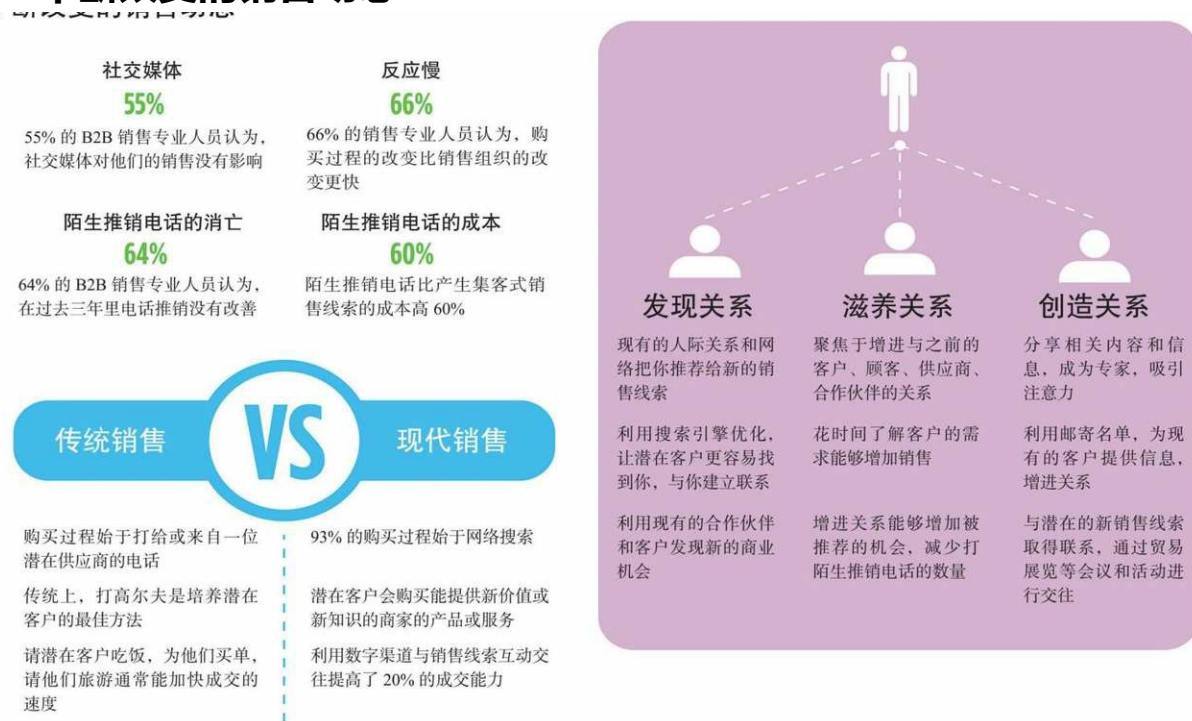 社交媒体
55%
55% 的 B2B 销售专业人员认为，
社交媒体对他们的销售没有影响
反应慢
66%
66% 的销售专业人员认为，购
买过程的改变比销售组织的改
变更快
陌生推销电话的消亡
64%
64% 的 B2B 销售专业人员认为，
在过去三年里电话推销没有改善
陌生推销电话的成本
60%
陌生推销电话比产生集客式销
售线索的成本高 60%
传统销售
VS
现代销售
购买过程始于打给或来自一位
潜在供应商的电话
传统上，打高尔夫是培养潜在
客户的最佳方法
请潜在客户吃饭，为他们买单，
请他们旅游通常能加快成交的
速度
93% 的购买过程始于网络搜索
潜在客户会购买能提供新价值或
新知识的商家的产品或服务
利用数字渠道与销售线索互动交
往提高了 20% 的成交能力
发现关系
现有的人际关系和网
络把你推荐给新的销
售线索
利用搜索引擎优化，
让潜在客户更容易找
到你，与你建立联系
利用现有的合作伙伴
和客户发现新的商业
机会
滋养关系
聚焦于增进与之前的
客户、顾客、供应商、
合作伙伴的关系
花时间了解客户的需
求能够增加销售
增进关系能够增加被
推荐的机会，减少打
陌生推销电话的数量
创造关系
分享相关内容和信
息，成为专家，吸引
注意力
利用邮寄名单，为现
有的客户提供信息，
增进关系
与潜在的新销售线索
取得联系，通过贸易
展览等会议和活动进
行交往